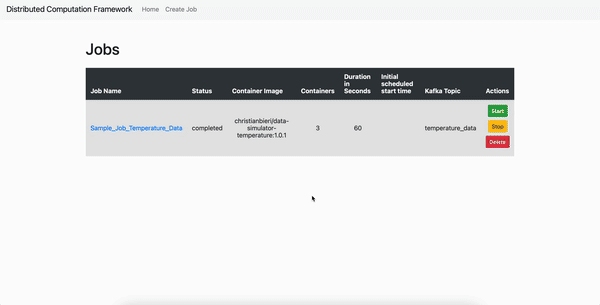 Distributed Computation Framework Home Create Job
Jobs
Job Name Status Container Image Containers Duration in Seconds Initial scheduled start time Kafka Topic Actions
Sample_Job_Temperature_Data completed christianbieri/data-simulator-temperature:1.0.1 3 60 temperature_data Start
Stop
Delete